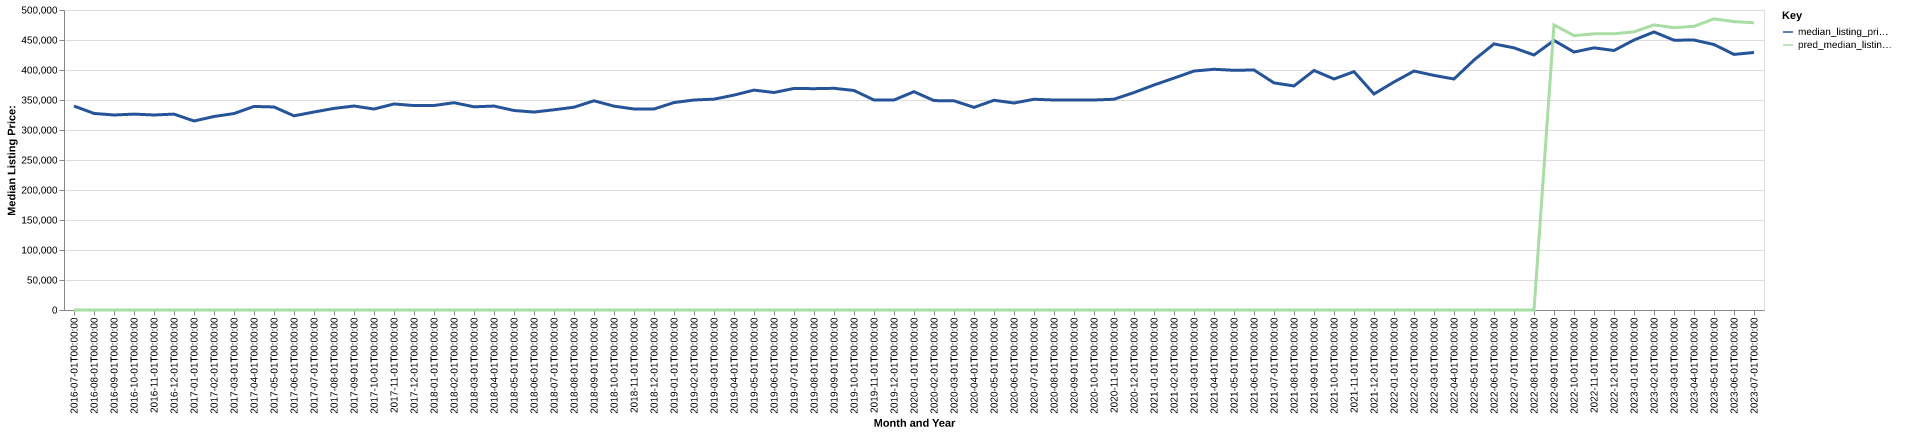 500,000
450,000
400,000
350,000
300,000
250,000
200,000
150,000
100,000
50,000
0
Median Listing Price:
2016-07-01T00:00:00
2016-08-01T00:00:00
2016-09-01T00:00:00
2016-10-01T00:00:00
2016-11-01T00:00:00
2016-12-01T00:00:00
2017-01-01T00:00:00
2017-02-01T00:00:00
2017-03-01T00:00:00
2017-04-01T00:00:00
2017-05-01T00:00:00
2017-06-01T00:00:00
2017-07-01T00:00:00
2017-08-01T00:00:00
2017-09-01T00:00:00
2017-10-01T00:00:00
2017-11-01T00:00:00
2017-12-01T00:00:00
2018-01-01T00:00:00
2018-02-01T00:00:00
2018-03-01T00:00:00
2018-04-01T00:00:00
2018-05-01T00:00:00
2018-06-01T00:00:00
2018-07-01T00:00:00
2018-08-01T00:00:00
2018-09-01T00:00:00
2018-10-01T00:00:00
2018-11-01T00:00:00
2018-12-01T00:00:00
2019-01-01T00:00:00
2019-02-01T00:00:00
2019-03-01T00:00:00
2019-04-01T00:00:00
2019-05-01T00:00:00
2019-06-01T00:00:00
2019-07-01T00:00:00
2019-08-01T00:00:00
2019-09-01T00:00:00
2019-10-01T00:00:00
2019-11-01T00:00:00
2019-12-01T00:00:00
2020-01-01T00:00:00
2020-02-01T00:00:00
2020-03-01T00:00:00
2020-04-01T00:00:00
2020-05-01T00:00:00
2020-06-01T00:00:00
2020-07-01T00:00:00
2020-08-01T00:00:00
2020-09-01T00:00:00
2020-10-01T00:00:00
2020-11-01T00:00:00
2020-12-01T00:00:00
2021-01-01T00:00:00
2021-02-01T00:00:00
2021-03-01T00:00:00
2021-04-01T00:00:00
2021-05-01T00:00:00
2021-06-01T00:00:00
2021-07-01T00:00:00
2021-08-01T00:00:00
2021-09-01T00:00:00
2021-10-01T00:00:00
2021-11-01T00:00:00
2021-12-01T00:00:00
2022-01-01T00:00:00
2022-02-01T00:00:00
2022-03-01T00:00:00
2022-04-01T00:00:00
2022-05-01T00:00:00
2022-06-01T00:00:00
2022-07-01T00:00:00
2022-08-01T00:00:00
2022-09-01T00:00:00
2022-10-01T00:00:00
2022-11-01T00:00:00
2022-12-01T00:00:00
2023-01-01T00:00:00
2023-02-01T00:00:00
2023-03-01T00:00:00
2023-04-01T00:00:00
2023-05-01T00:00:00
2023-06-01T00:00:00
2023-07-01T00:00:00
Month and Year
Key
median_listing_pri…
pred_median_listin…